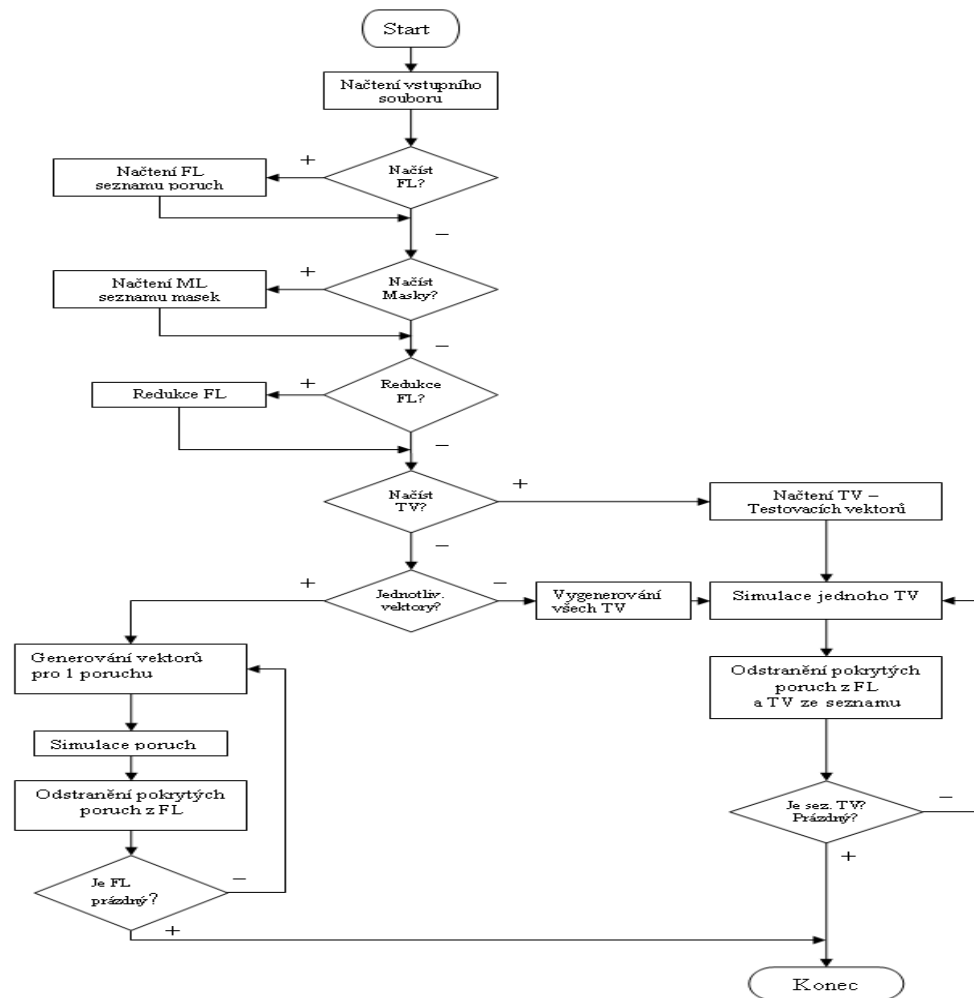 Start
Načtení vstupního
souboru
+
Načíst
FL?
Načtení FL
seznamu poruch
–
+
Načíst
Masky?
Načtení ML
seznamu masek
–
+
Redukce
FL?
Redukce FL
–
Načíst
TV?
+
Načtení TV –
Testovacích vektorů
–
+
Jednotliv.
vektory?
–
Vygenerování
všech TV
Simulace jednoho TV
Generování vektorů
pro 1 poruchu
Odstranění pokrytých
poruch z FL
a TV ze seznamu
Simulace poruch
Odstranění pokrytých
poruch z FL
Je sez. TV?
Prázdný?
–
+
Je FL
prázdný?
–
+
Konec